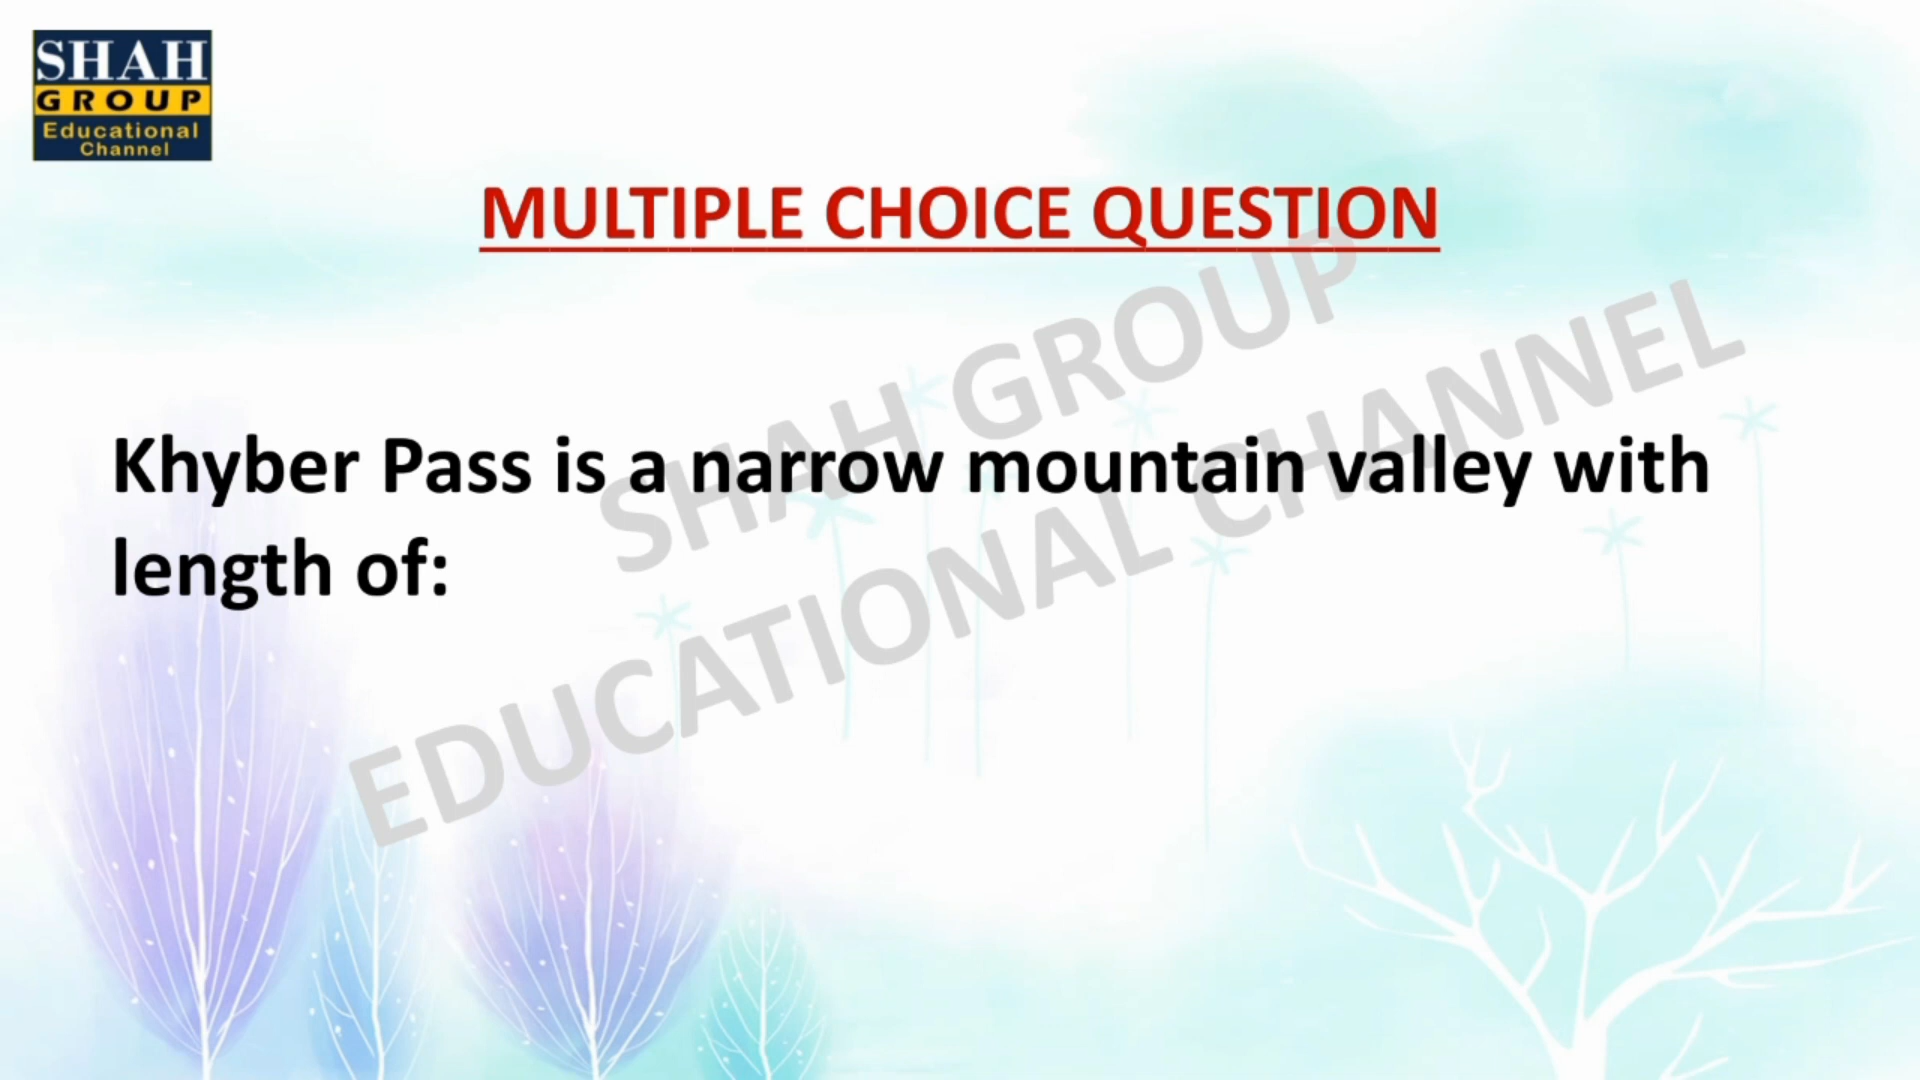 SHAH
GROUP
Educational
Channel
MULTIPLE CHOICE QUESTION
SHAH GROUP
EDUCATIONAL CHANNEL
Khyber Pass is a narrow mountain valley with
length of: